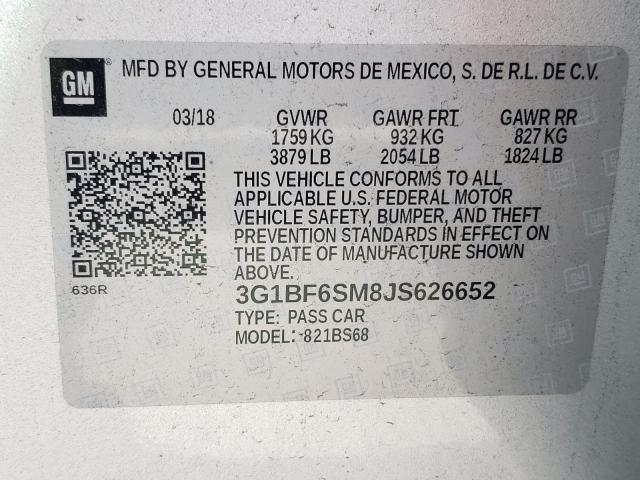 GM
MFD BY GENERAL MOTORS DE MEXICO, S. DE R.L. DE C.V.
03/18 GVWR GAWR FRT GAWR RR
1759 KG 932 KG 827 KG
3879 LB 2054 LB 1824 LB
THIS VEHICLE CONFORMS TO ALL
APPLICABLE U.S. FEDERAL MOTOR
VEHICLE SAFETY, BUMPER, AND THEFT
PREVENTION STANDARDS IN EFFECT ON
THE DATE OF MANUFACTURE SHOWN
ABOVE.
636R
3G1BF6SM8JS626652
TYPE: PASS CAR
MODEL: 821BS68